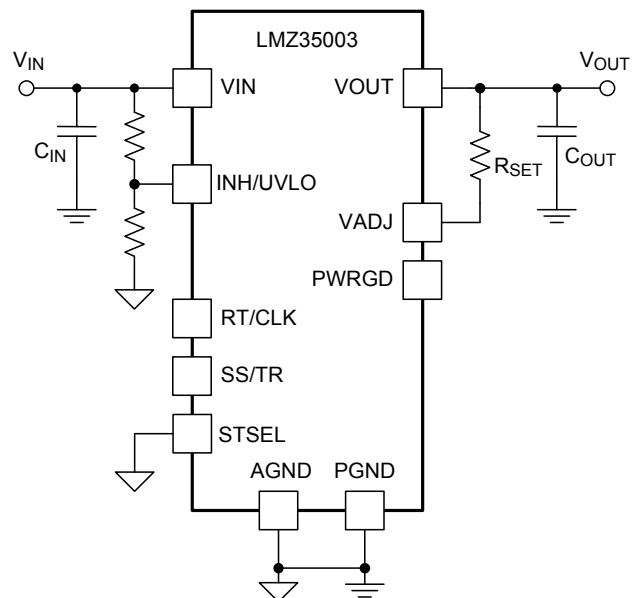 LMZ35003
VIN
VOUT
VIN
VOUT
CIN
RSET
COUT
INH/UVLO
VADJ
PWRGD
RT/CLK
SS/TR
STSEL
AGND
PGND